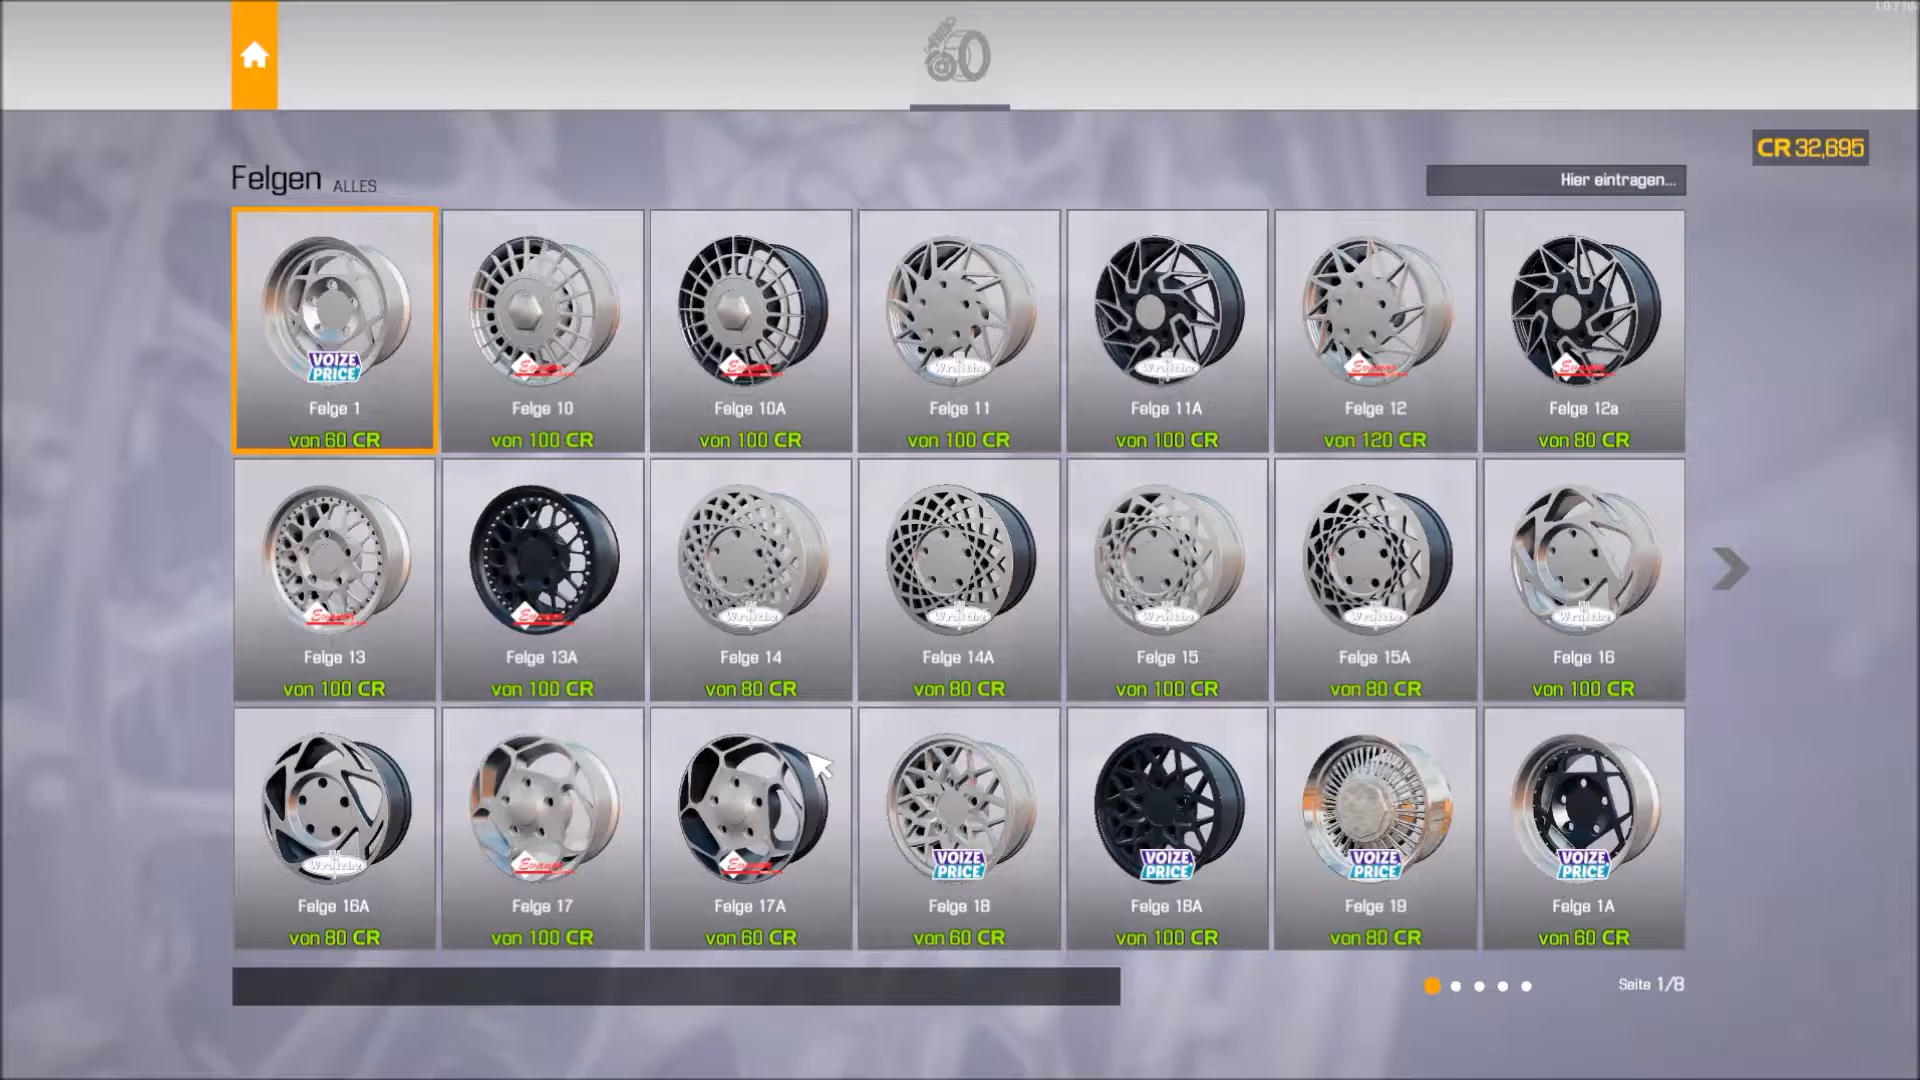 CR 32,695
Felgen ALLES
Hier eintragen...
VOIZE PRICE
Felge 1
von 60 CR
Felge 10
von 100 CR
Felge 10A
von 100 CR
Felge 11
von 100 CR
Felge 11A
von 100 CR
Felge 12
von 120 CR
Felge 12a
von 80 CR
Felge 13
von 100 CR
Felge 13A
von 100 CR
Felge 14
von 80 CR
Felge 14A
von 80 CR
Felge 15
von 100 CR
Felge 15A
von 80 CR
Felge 16
von 100 CR
Felge 16A
von 80 CR
Felge 17
von 100 CR
Felge 17A
von 60 CR
VOIZE PRICE
Felge 18
von 60 CR
VOIZE PRICE
Felge 18A
von 100 CR
VOIZE PRICE
Felge 19
von 80 CR
VOIZE PRICE
Felge 1A
von 60 CR
Seite 1/8